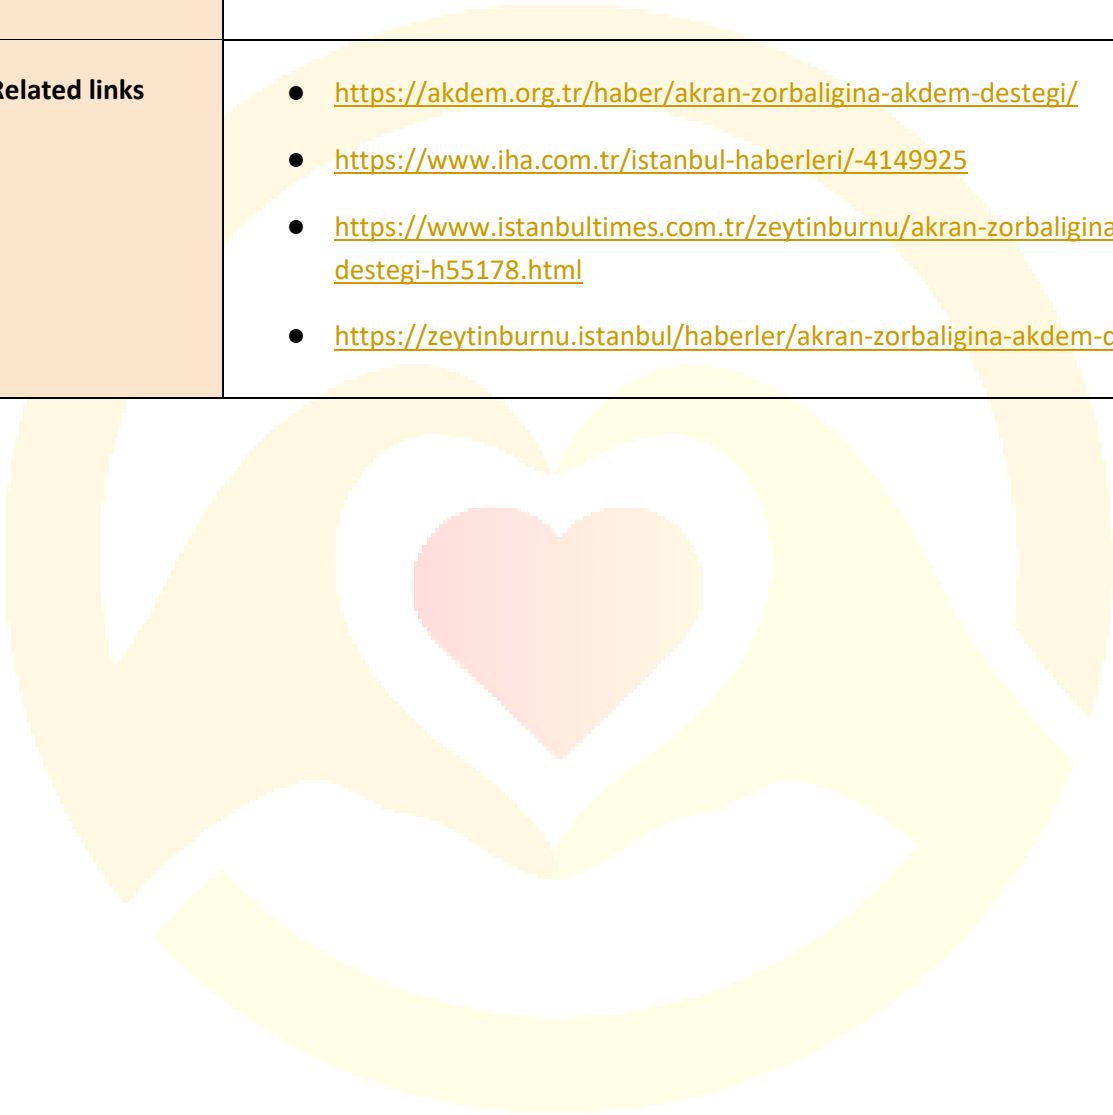 Related links
● https://akdem.org.tr/haber/akran-zorbaligina-akdem-destegi/
● https://www.iha.com.tr/istanbul-haberleri/-4149925
● https://www.istanbultimes.com.tr/zeytinburnu/akran-zorbaligina
destegi-h55178.html
● https://zeytinburnu.istanbul/haberler/akran-zorbaligina-akdem-d